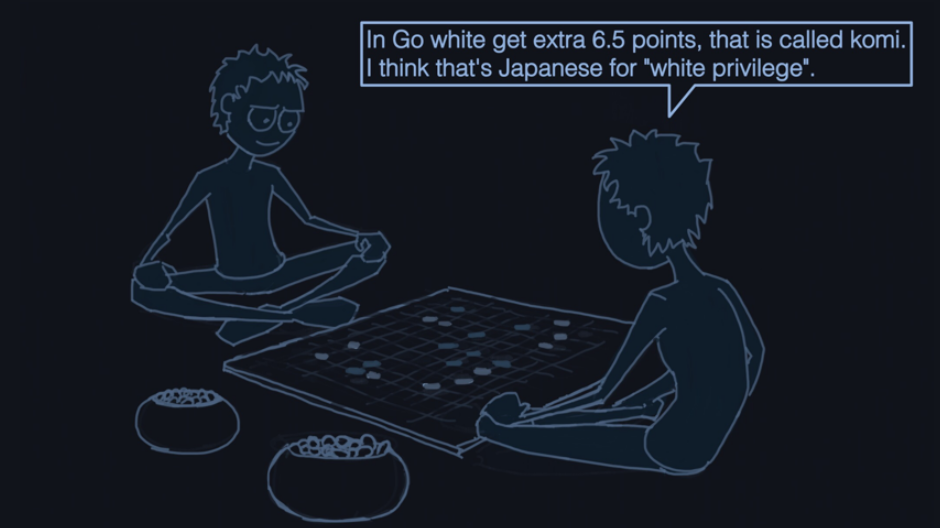 In Go white get extra 6.5 points, that is called komi.
I think that's Japanese for "white privilege".